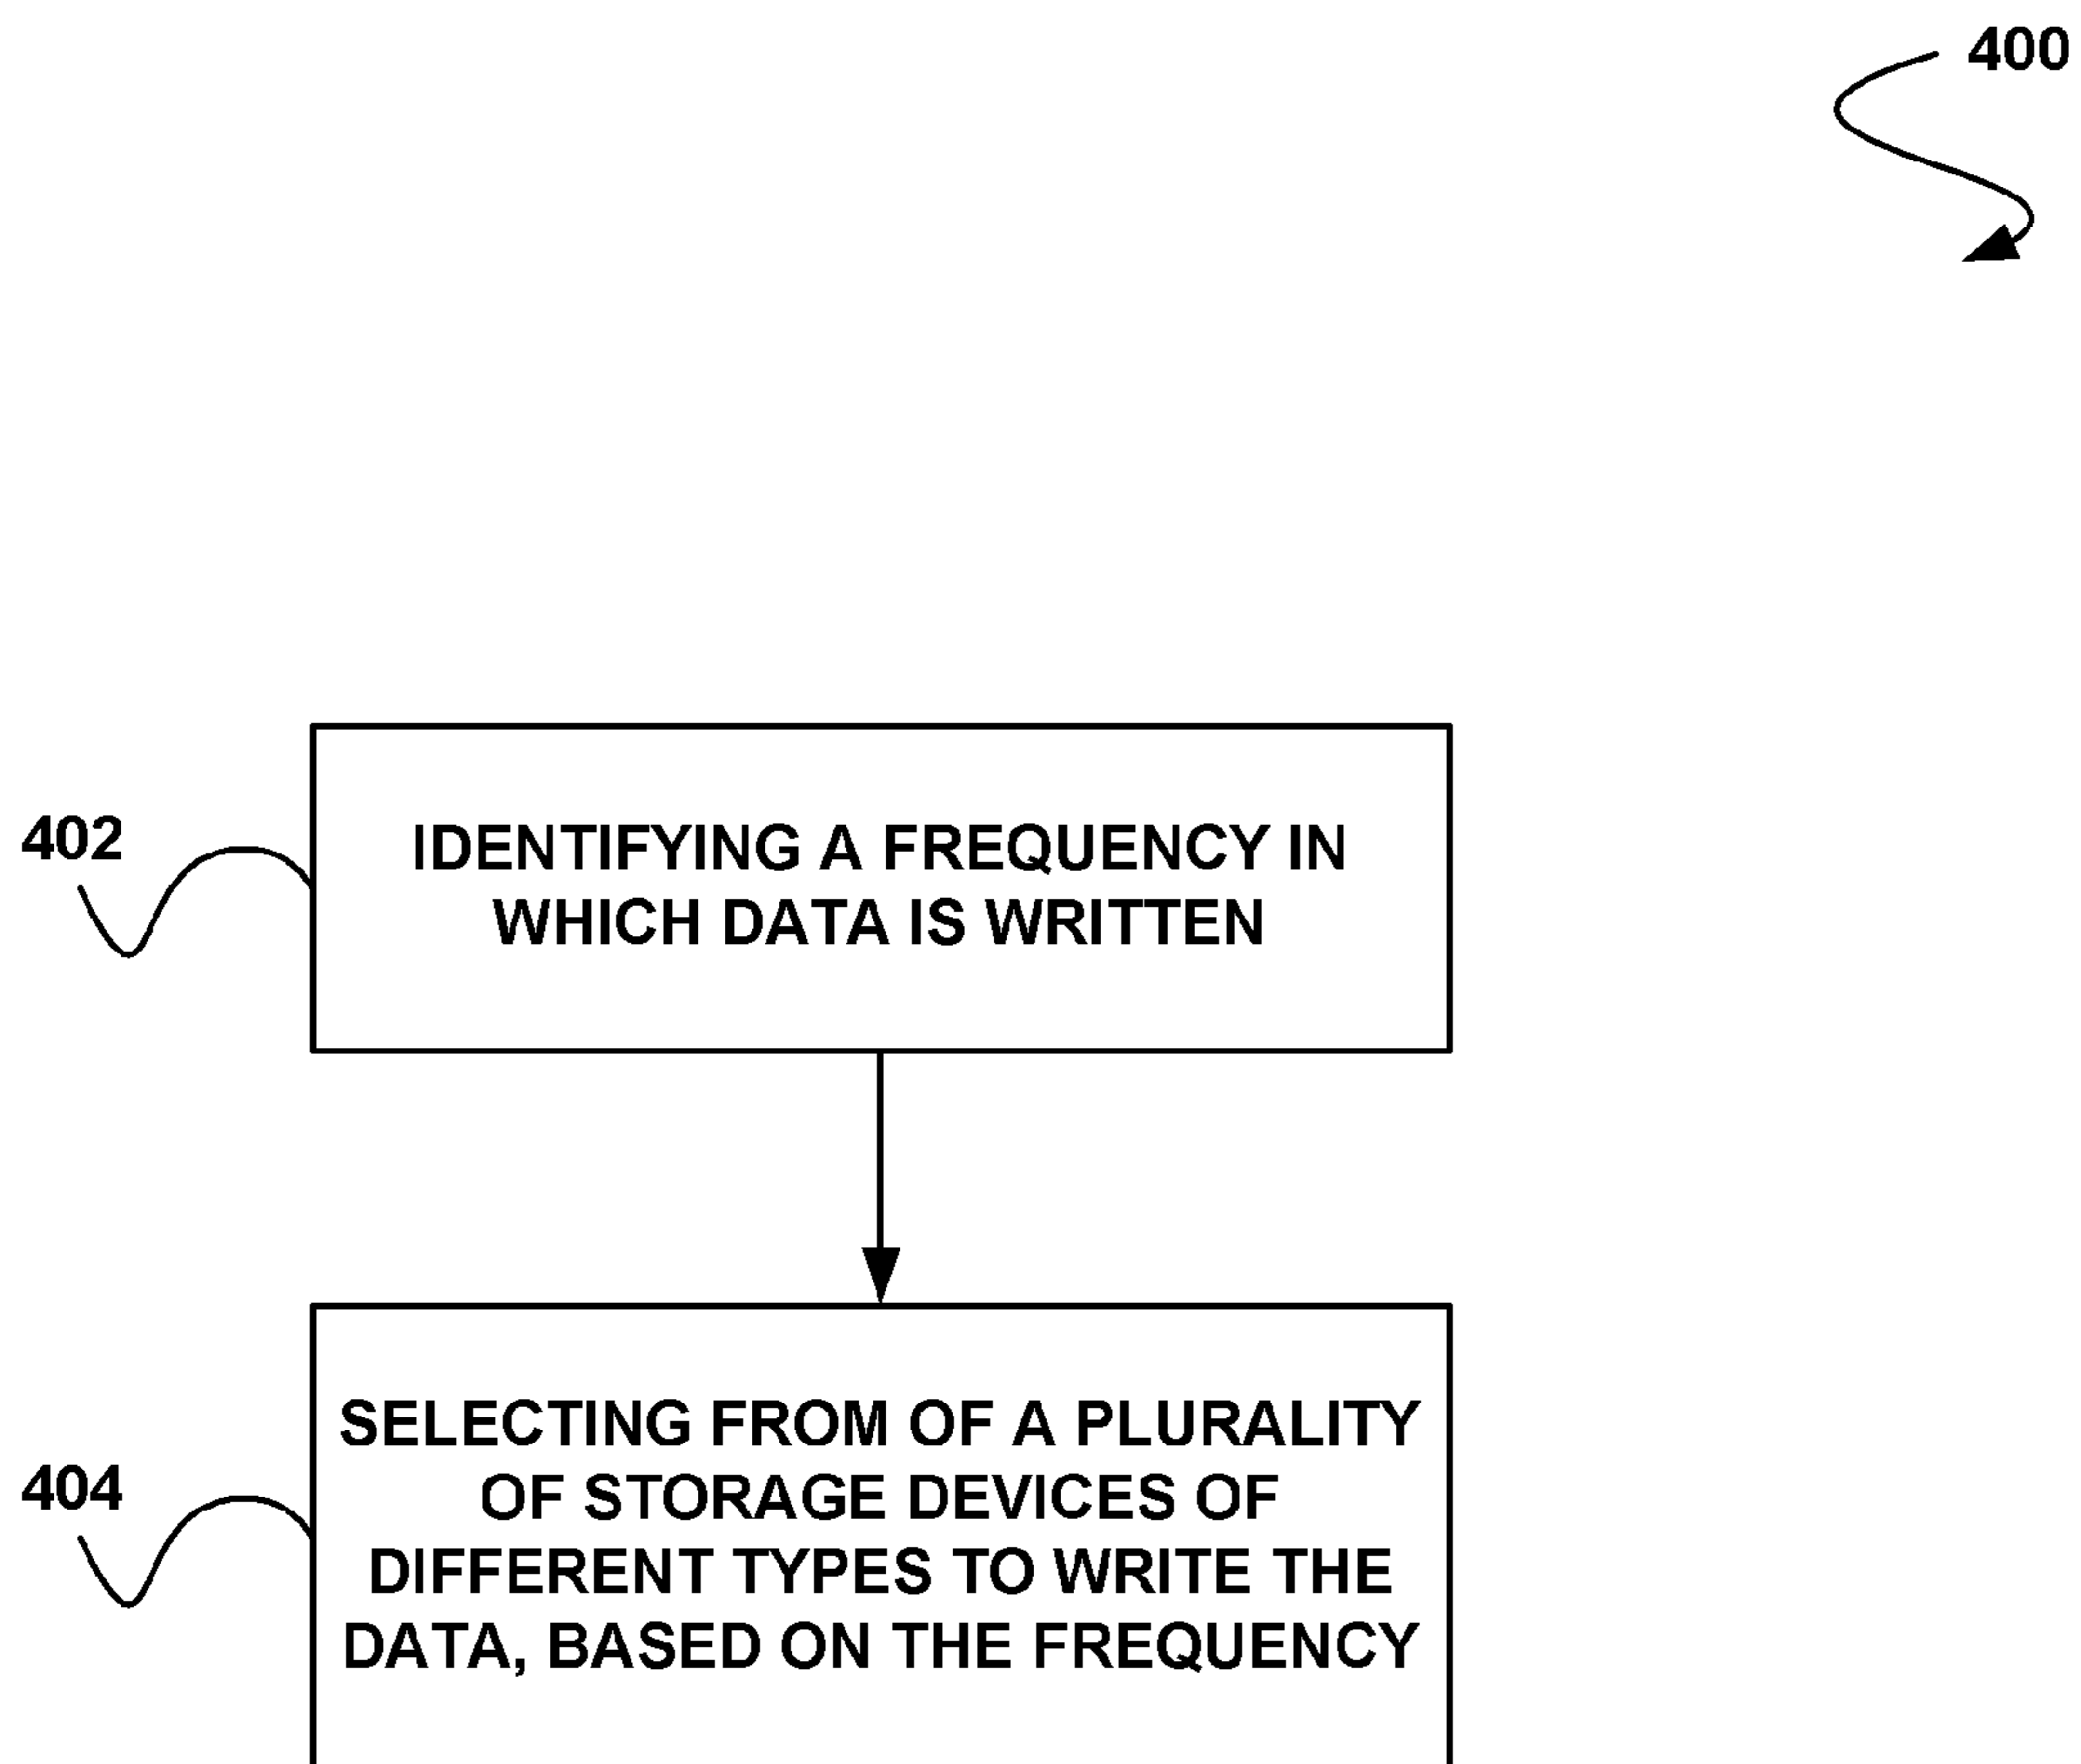 400
402
IDENTIFYING A FREQUENCY IN
WHICH DATA IS WRITTEN
404
SELECTING FROM OF A PLURALITY
OF STORAGE DEVICES OF
DIFFERENT TYPES TO WRITE THE
DATA, BASED ON THE FREQUENCY